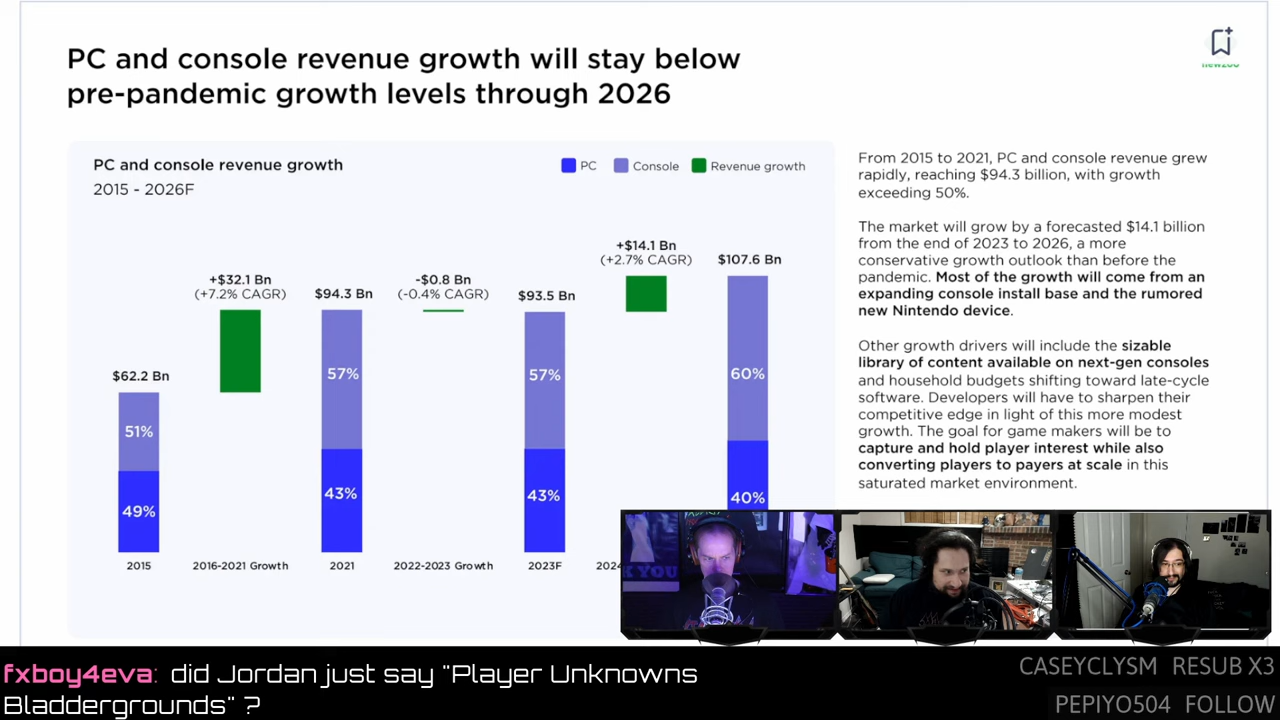 PC and console revenue growth will stay below
pre-pandemic growth levels through 2026
newzoo
PC and console revenue growth
2015 - 2026F
PC
Console
Revenue growth
+$32.1 Bn
(+7.2% CAGR)
-$0.8 Bn
(-0.4% CAGR)
+$14.1 Bn
(+2.7% CAGR)
$62.2 Bn
$94.3 Bn
$93.5 Bn
$107.6 Bn
51%
49%
57%
43%
57%
43%
60%
40%
2015
2016-2021 Growth
2021
2022-2023 Growth
2023F
From 2015 to 2021, PC and console revenue grew
rapidly, reaching $94.3 billion, with growth
exceeding 50%.
The market will grow by a forecasted $14.1 billion
from the end of 2023 to 2026, a more
conservative growth outlook than before the
pandemic. Most of the growth will come from an
expanding console install base and the rumored
new Nintendo device.
Other growth drivers will include the sizable
library of content available on next-gen consoles
and household budgets shifting toward late-cycle
software. Developers will have to sharpen their
competitive edge in light of this more modest
growth. The goal for game makers will be to
capture and hold player interest while also
converting players to payers at scale in this
saturated market environment.
fxboy4eva: did Jordan just say "Player Unknowns
Bladdergrounds" ?
CASEYCLYSM RESUB X3
PEPIYO504 FOLLOW